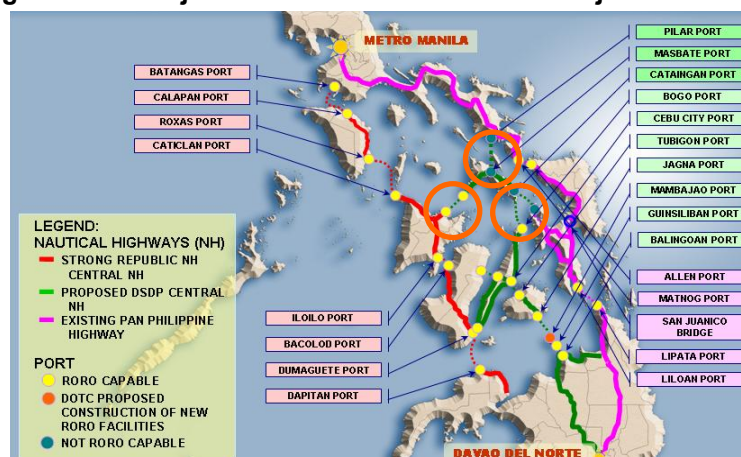 METRO MANILA
BATANGAS PORT
CALAPAN PORT
ROXAS PORT
CATICLAN PORT
PILAR PORT
MASBATE PORT
CATAINGAN PORT
BOGO PORT
CEBU CITY PORT
TUBIGON PORT
JAGNA PORT
MAMBAJAO PORT
GUINSILIBAN PORT
BALINGOAN PORT
ALLEN PORT
MATNOG PORT
SAN JUANICO
BRIDGE
LIPATA PORT
LILOAN PORT
LEGEND:
NAUTICAL HIGHWAYS (NH)
STRONG REPUBLIC NH
CENTRAL NH
PROPOSED DSDP CENTRAL
NH
EXISTING PAN PHILIPPINE
HIGHWAY
PORT
RORO CAPABLE
DOTC PROPOSED
CONSTRUCTION OF NEW
RORO FACILITIES
NOT RORO CAPABLE
ILOILO PORT
BACOLOD PORT
DUMAGUETE PORT
DAPITAN PORT
DAVAO DEL NORTE